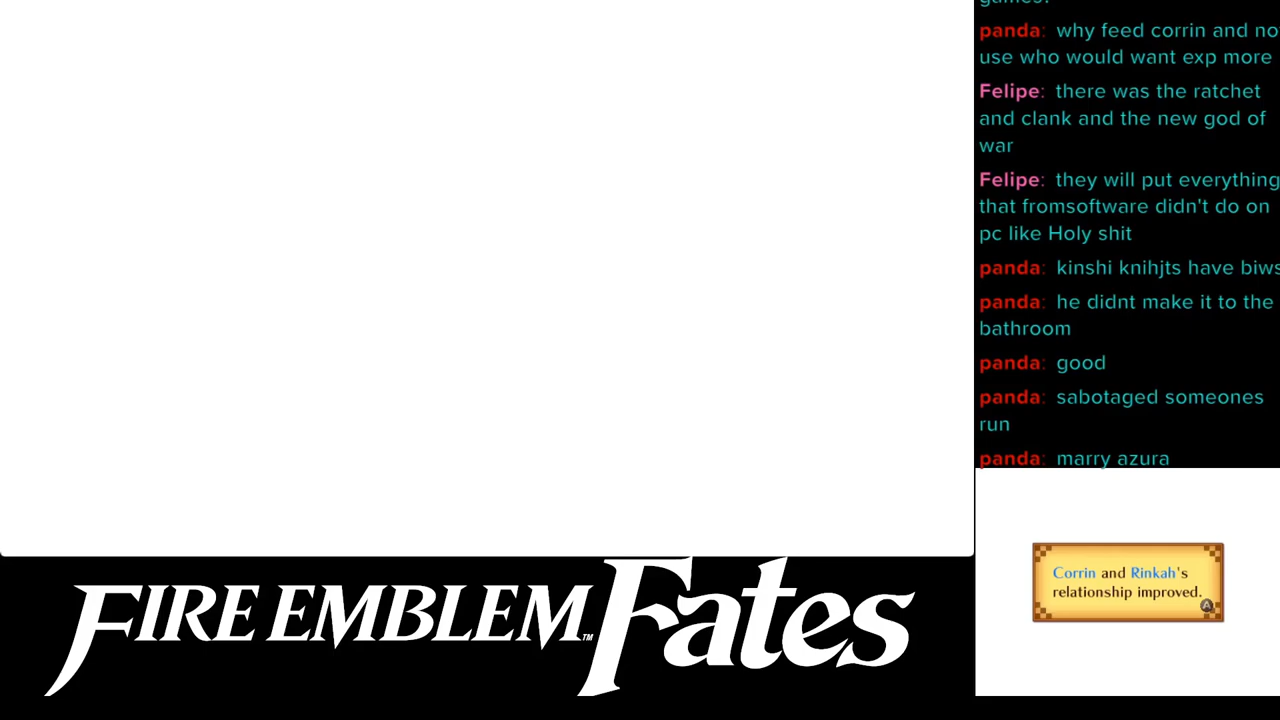 games?
panda: why feed corrin and no
use who would want exp more
Felipe: there was the ratchet
and clank and the new god of
war
Felipe: they will put everything
that fromsoftware didn't do on
pc like Holy shit
panda: kinshi knihjts have biws
panda: he didnt make it to the
bathroom
panda: good
panda: sabotaged someones
run
panda: marry azura
Corrin and Rinkah's
relationship improved.
A
FIRE EMBLEM™ Fates